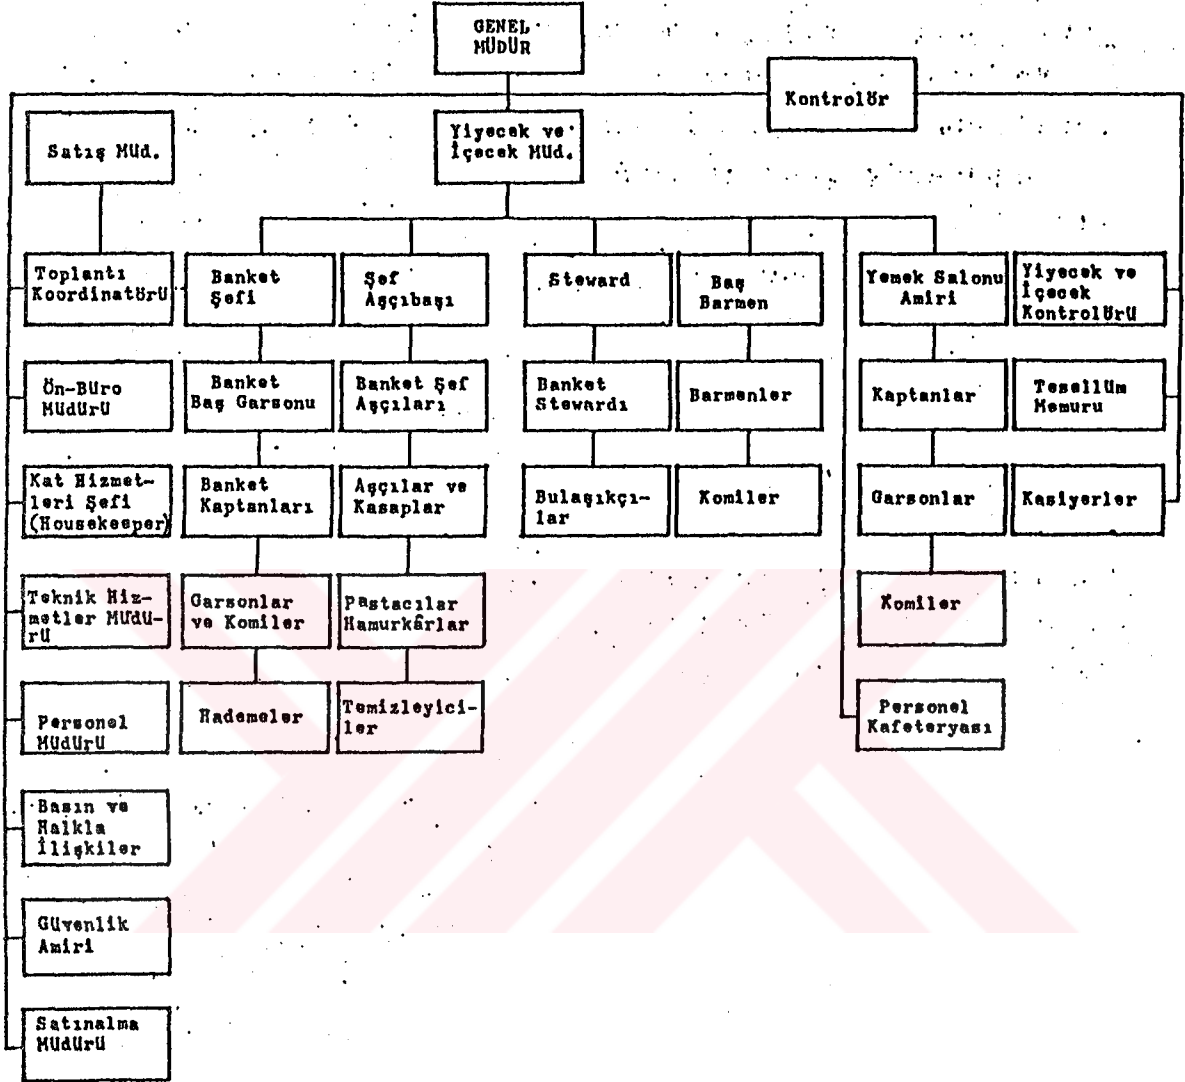 GENEL
MÜDÜR
Kontrolör
Satış Müd.
Yiyecek ve
İçecek Müd.
Toplantı
Koordinatörü
Banket
Şefi
Şef
Aşçıbaşı
Steward
Baş
Barmen
Yemek Salonu
Amiri
Yiyecek ve
İçecek
Kontrolörü
Ön-Büro
Müdürü
Banket
Baş Garsonu
Banket Şef
Aşçıları
Banket
Stewardı
Barmenler
Kaptanlar
Tesellüm
Memuru
Kat Hizmet-
leri Şefi
(Housekeeper)
Banket
Kaptanları
Aşçılar ve
Kasaplar
Bulaşıkçı-
lar
Komiler
Garsonlar
Kasiyerler
Teknik Hiz-
metler Müdü-
rü
Garsonlar
ve Komiler
Pastacılar
Hamurkârlar
Komiler
Personel
Müdürü
Hademeler
Temizleyici-
ler
Personel
Kafeteryası
Basın ve
Halkla
İlişkiler
Güvenlik
Amiri
Satınalma
Müdürü